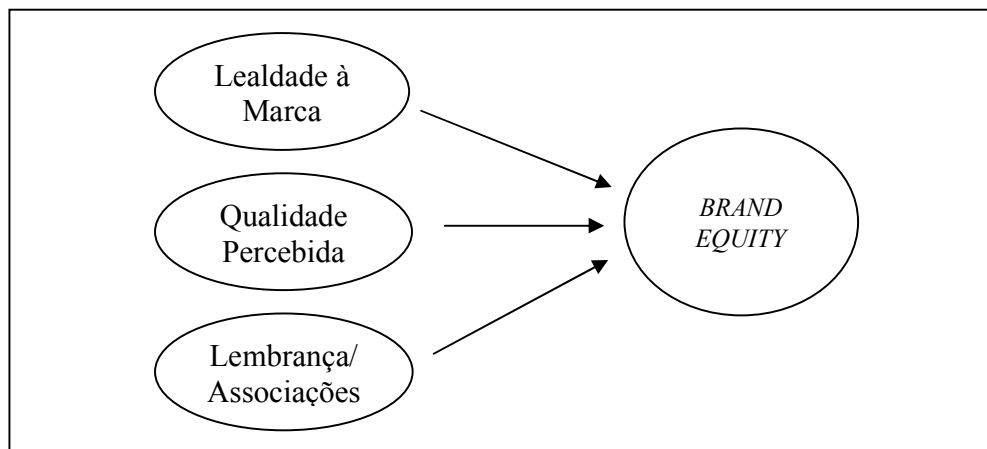 Lealdade à
Marca
Qualidade
Percebida
Lembrança/
Associações
BRAND
EQUITY